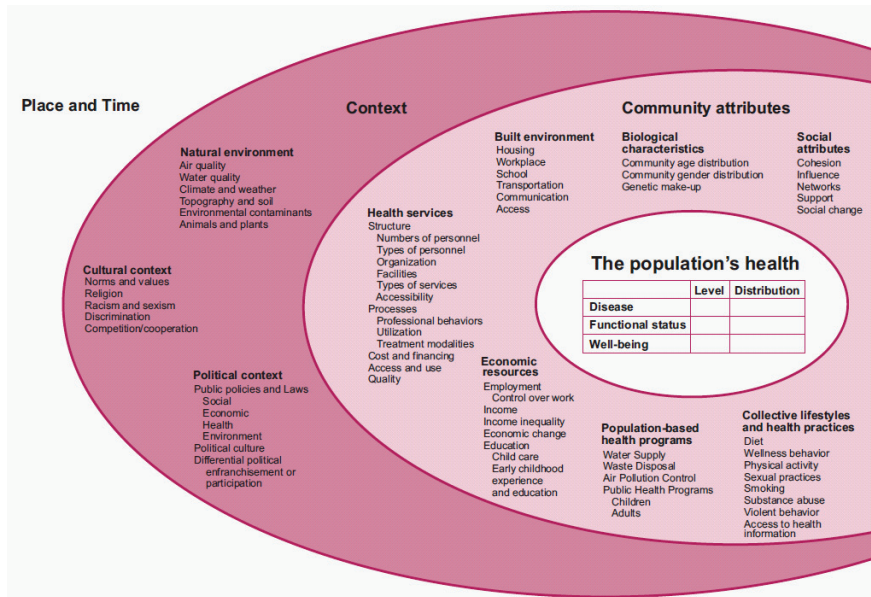 Place and Time
Context
Community attributes
Natural environment
Air quality
Water quality
Climate and weather
Topography and soil
Environmental contaminants
Animals and plants
Cultural context
Norms and values
Religion
Racism and sexism
Discrimination
Competition/cooperation
Political context
Public policies and Laws
Social
Economic
Health
Environment
Political culture
Differential political
enfranchisement or
participation
Health services
Structure
Numbers of personnel
Types of personnel
Organization
Facilities
Types of services
Accessibility
Processes
Professional behaviors
Utilization
Treatment modalities
Cost and financing
Access and use
Quality
Built environment
Housing
Workplace
School
Transportation
Communication
Access
Biological
characteristics
Community age distribution
Community gender distribution
Genetic make-up
Social
attributes
Cohesion
Influence
Networks
Support
Social change
The population's health
Level Distribution
Disease
Functional status
Well-being
Economic
resources
Employment
Control over work
Income
Income inequality
Economic change
Education
Child care
Early childhood
experience
and education
Population-based
health programs
Water Supply
Waste Disposal
Air Pollution Control
Public Health Programs
Children
Adults
Collective lifestyles
and health practices
Diet
Wellness behavior
Physical activity
Sexual practices
Smoking
Substance abuse
Violent behavior
Access to health
information